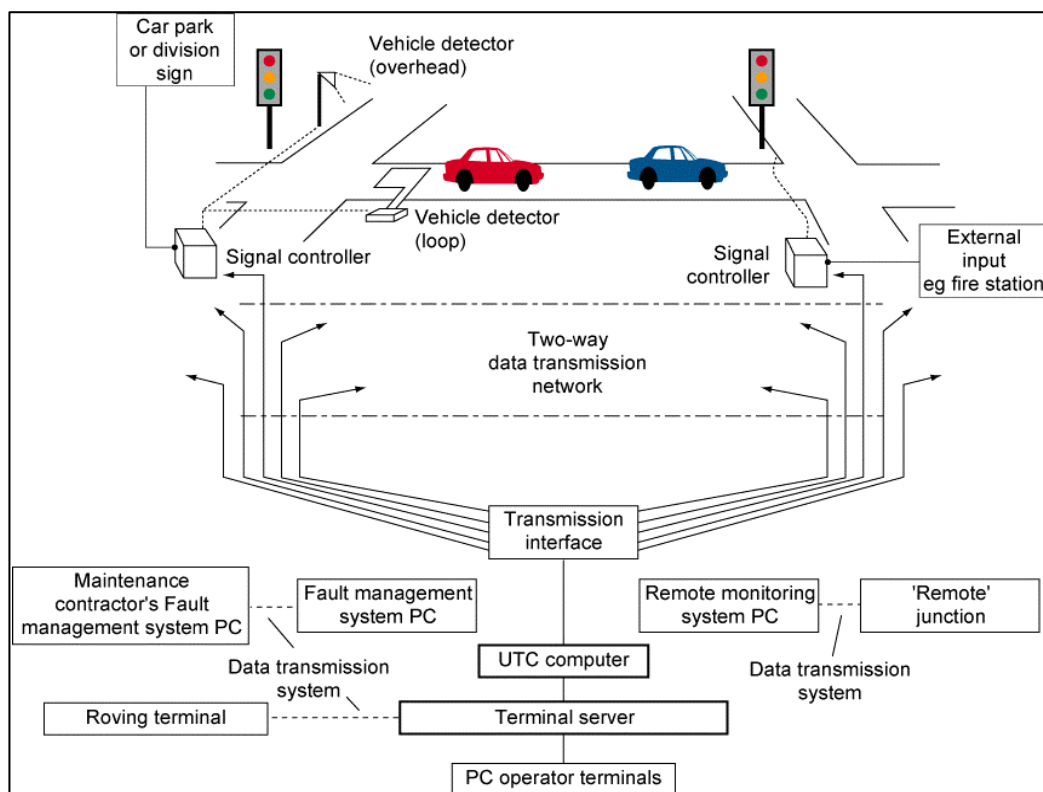 Car park
or division
sign
Vehicle detector
(overhead)
Vehicle detector
(loop)
Signal controller
Signal
controller
External
input
eg fire station
Two-way
data transmission
network
Transmission
interface
Maintenance
contractor's Fault
management system PC
Fault management
system PC
Remote monitoring
system PC
'Remote'
junction
Data transmission
system
Data transmission
system
UTC computer
Roving terminal
Terminal server
PC operator terminals